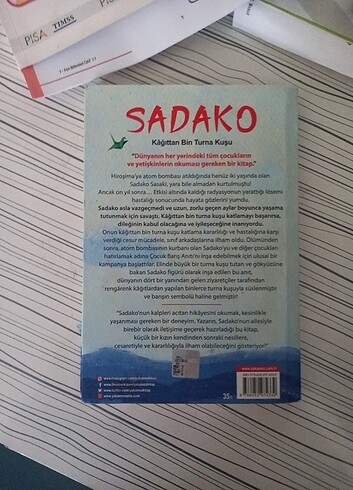 PISA
TIMSS
PISA
SADAKO
Kâğıttan Bin Turna Kuşu
"Dünyanın her yerindeki tüm çocukların
ve yetişkinlerin okuması gereken bir kitap."
Hiroşima'ya atom bombası atıldığında henüz iki yaşında olan
Sadako Sasaki, yara bile almadan kurtulmuştu!
Ancak on yıl sonra.... Etkisi altında kaldığı radyasyonun yarattığı lösemi
hastalığı sonucunda hayata gözlerini yumdu.
Sadako asla vazgeçmedi ve uzun, zorlu geçen aylar boyunca yaşama
tutunmak için savaştı. Kâğıttan bin turna kuşu katlamayı başarırsa,
dileğinin kabul olacağına ve iyileşeceğine inanıyordu.
Onun kâğıttan bin turna kuşu katlama kararlılığı ve hastalığına karşı
verdiği cesur mücadele, sınıf arkadaşlarına ilham oldu. Ölümünden
sonra, atom bombasının kurbanı olan Sadako'yu ve diğer çocukları
hatırlamak adına Çocuk Barış Anıtı'nı inşa edebilmek için ulusal bir
kampanya başlattılar. Elinde büyük bir turna kuşu tutan ve gökyüzüne
bakan Sadako figürü olarak inşa edilen bu anıt,
dünyanın dört bir yanından gelen ziyaretçiler tarafından
rengârenk kâğıtlardan yapılan binlerce turna kuşuyla süslenmiştir
ve barışın sembolü haline gelmiştir!
"Sadako'nun kalpleri acıtan hikâyesini okumak, kesinlikle
yaşanması gereken bir deneyim. Yazarın, Sadako'nun ailesiyle
birebir olarak iletişime geçerek hazırladığı bu kitap,
küçük bir kızın kendinden sonraki nesillere,
cesaretiyle ve kararlılığıyla ilham olabileceğini gösteriyor!"
35